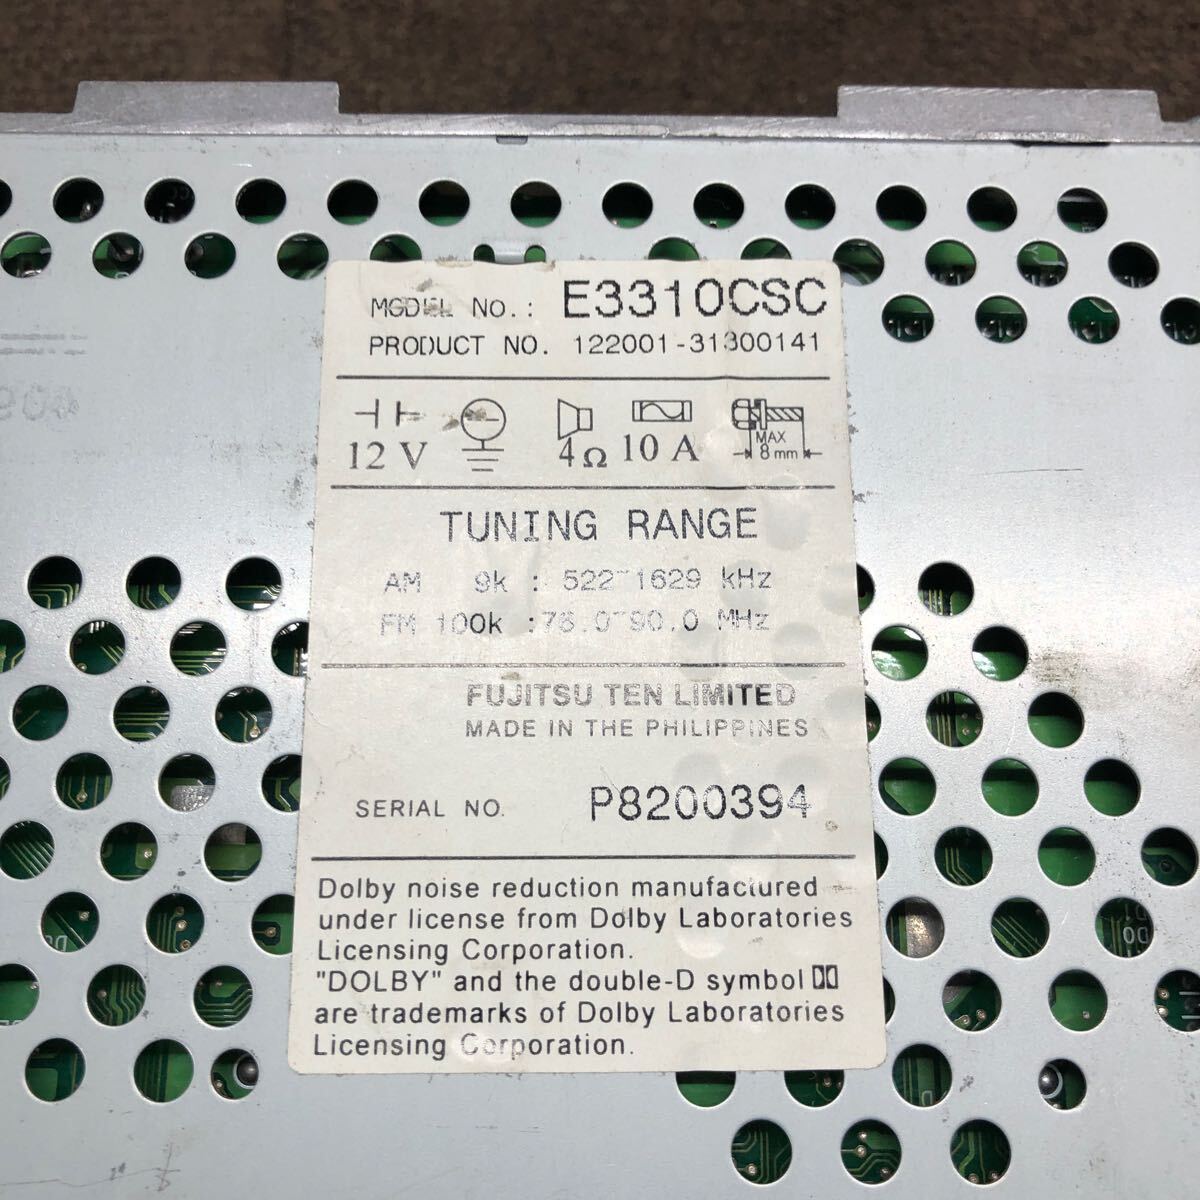 MODEL NO.: E3310CSC
PRODUCT NO. 122001-31300141
12 V 4Ω 10 A MAX 8 mm
TUNING RANGE
AM 9k : 522~1629 kHz
FM 100k :76.0~90.0 MHz
FUJITSU TEN LIMITED
MADE IN THE PHILIPPINES
SERIAL NO. P8200394
Dolby noise reduction manufactured
under license from Dolby Laboratories
Licensing Corporation.
"DOLBY" and the double-D symbol
are trademarks of Dolby Laboratories
Licensing Corporation.